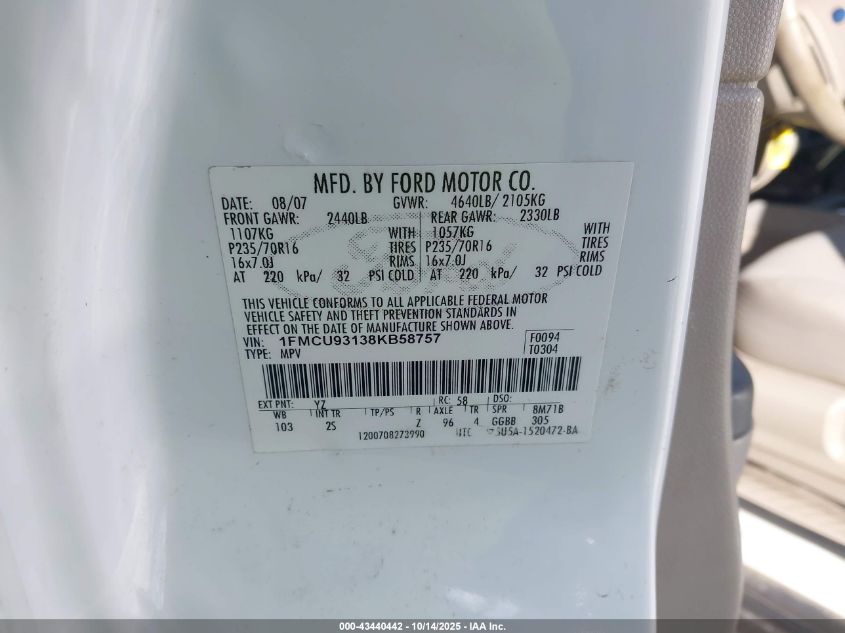 MFD. BY FORD MOTOR CO.
DATE: 08/07 GVWR: 4640LB/ 2105KG
FRONT GAWR: 2440LB REAR GAWR: 2330LB
1107KG WITH 1057KG WITH
P235/70R16 TIRES P235/70R16 TIRES
16x7.0J RIMS 16x7.0J RIMS
AT 220 kPa/ 32 PSI COLD AT 220 kPa/ 32 PSI COLD
THIS VEHICLE CONFORMS TO ALL APPLICABLE FEDERAL MOTOR
VEHICLE SAFETY AND THEFT PREVENTION STANDARDS IN
EFFECT ON THE DATE OF MANUFACTURE SHOWN ABOVE.
VIN: 1FMCU93138KB58757 F0094
TYPE: MPV T0304
EXT PNT: YZ RC: 58 DSO:
WB INT TR TP/PS R AXLE TR SPR 8M71B
103 2S Z 96 4 GGBB 305
1200708273990 UTC 5U5A-1520472-BA
000-43440442 | 10/14/2025 | IAA Inc.